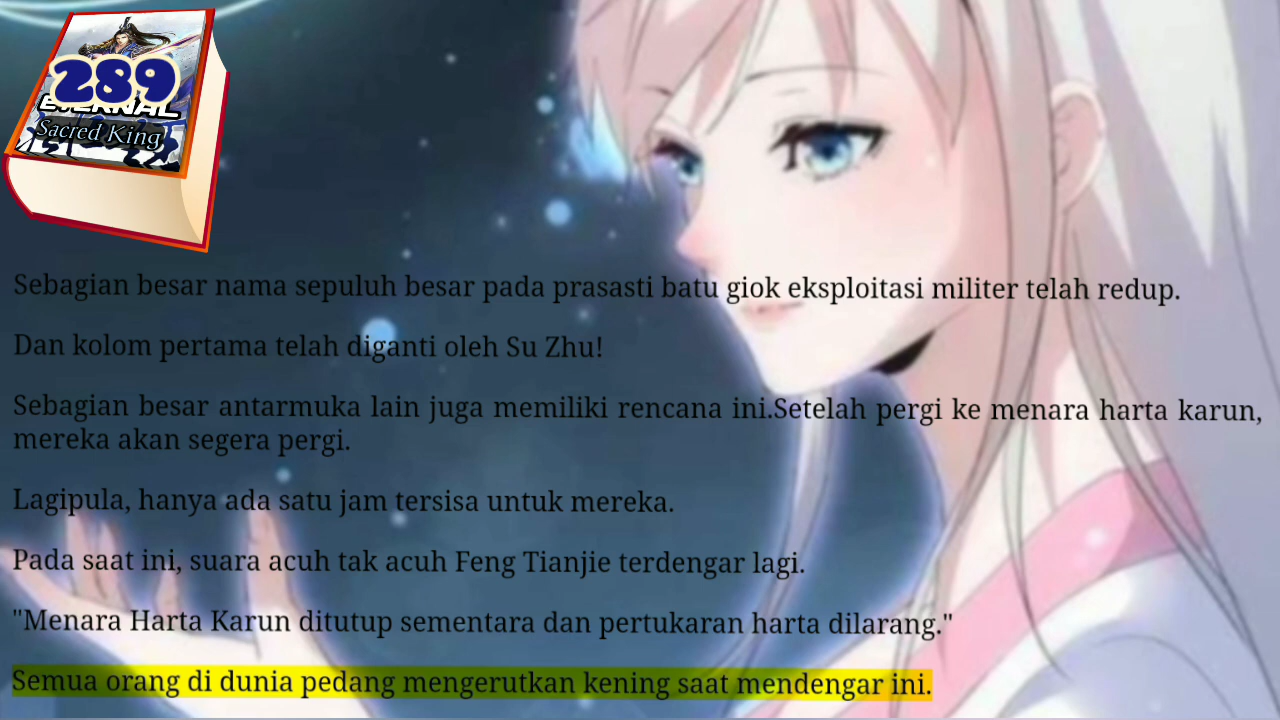 289
ETERNAL
Sacred King
Sebagian besar nama sepuluh besar pada prasasti batu giok eksploitasi militer telah redup.
Dan kolom pertama telah diganti oleh Su Zhu!
Sebagian besar antarmuka lain juga memiliki rencana ini.Setelah pergi ke menara harta karun,
mereka akan segera pergi.
Lagipula, hanya ada satu jam tersisa untuk mereka.
Pada saat ini, suara acuh tak acuh Feng Tianjie terdengar lagi.
"Menara Harta Karun ditutup sementara dan pertukaran harta dilarang."
Semua orang di dunia pedang mengerutkan kening saat mendengar ini.